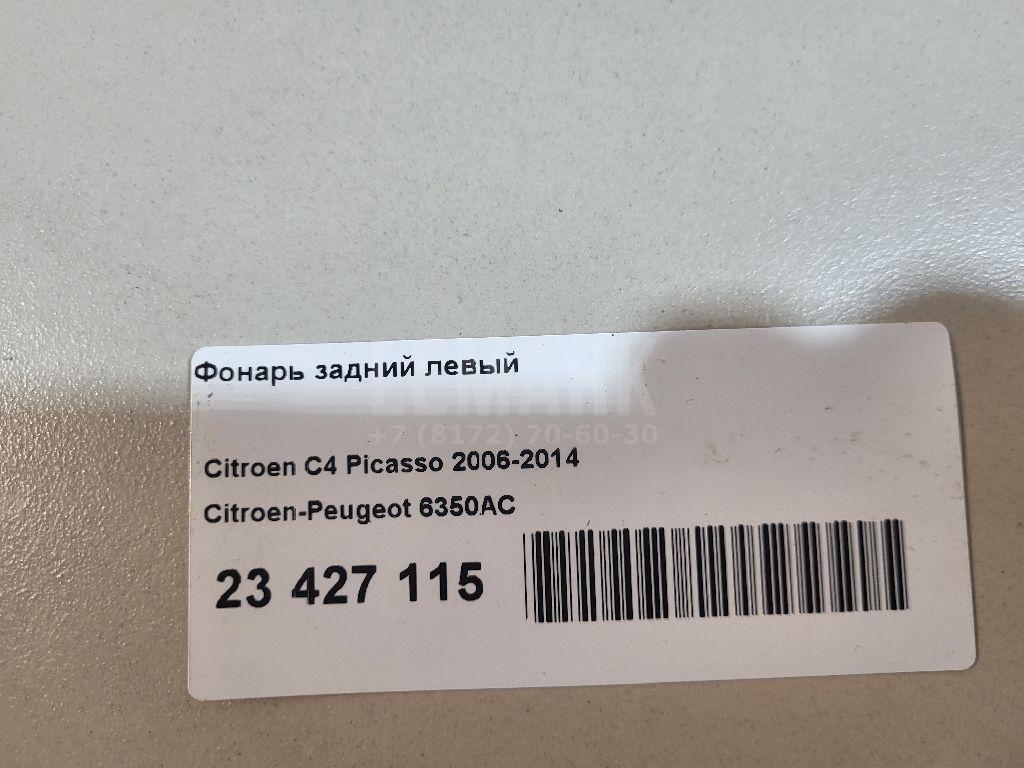 Фонарь задний левый
+7 (8172) 70-60-30
Citroen C4 Picasso 2006-2014
Citroen-Peugeot 6350AC
23 427 115